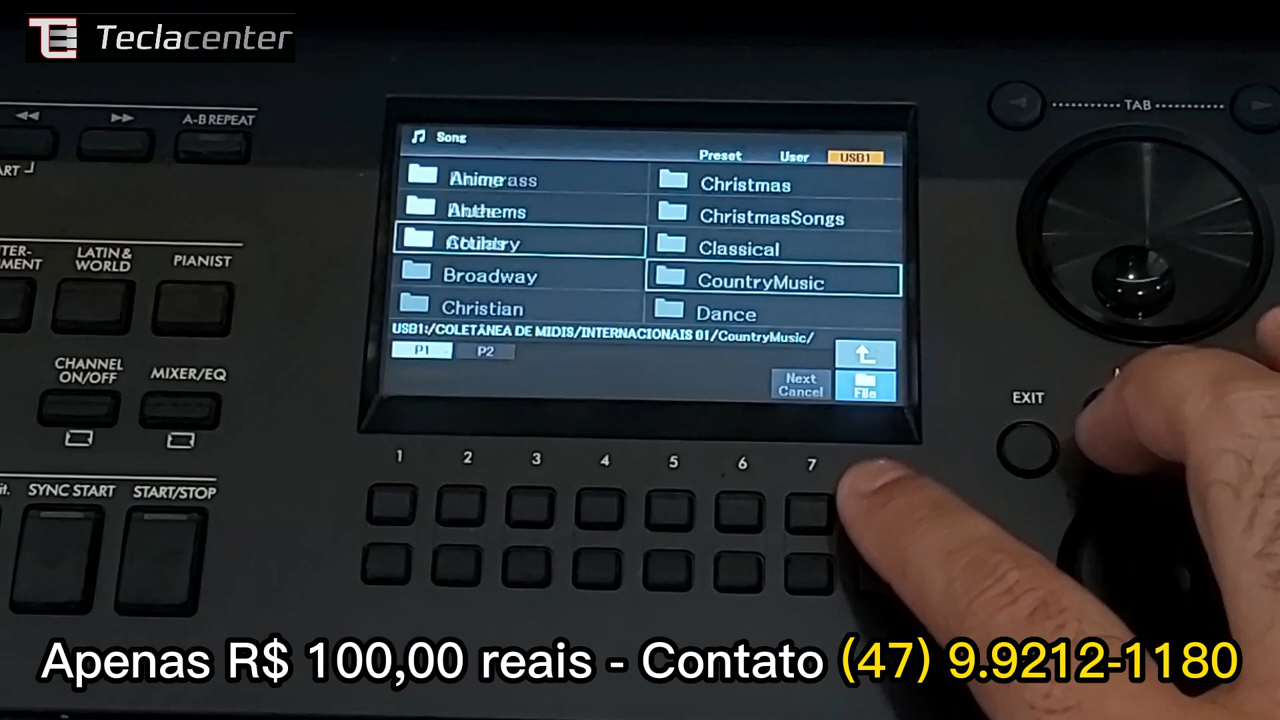 Teclacenter
A-B REPEAT
TAB
ART
Song
Preset User USB1
Christmas
ChristmasSongs
Broadway
Classical
Christian
CountryMusic
Dance
USB1:/COLETÂNEA DE MIDIS/INTERNACIONAIS 01/CountryMusic/
P1 P2
Next
Cancel
File
LATIN &
WORLD
PIANIST
CHANNEL
ON/OFF
MIXER/EQ
EXIT
1 2 3 4 5 6 7
SYNC START START/STOP
Apenas R$ 100,00 reais - Contato (47) 9.9212-1180